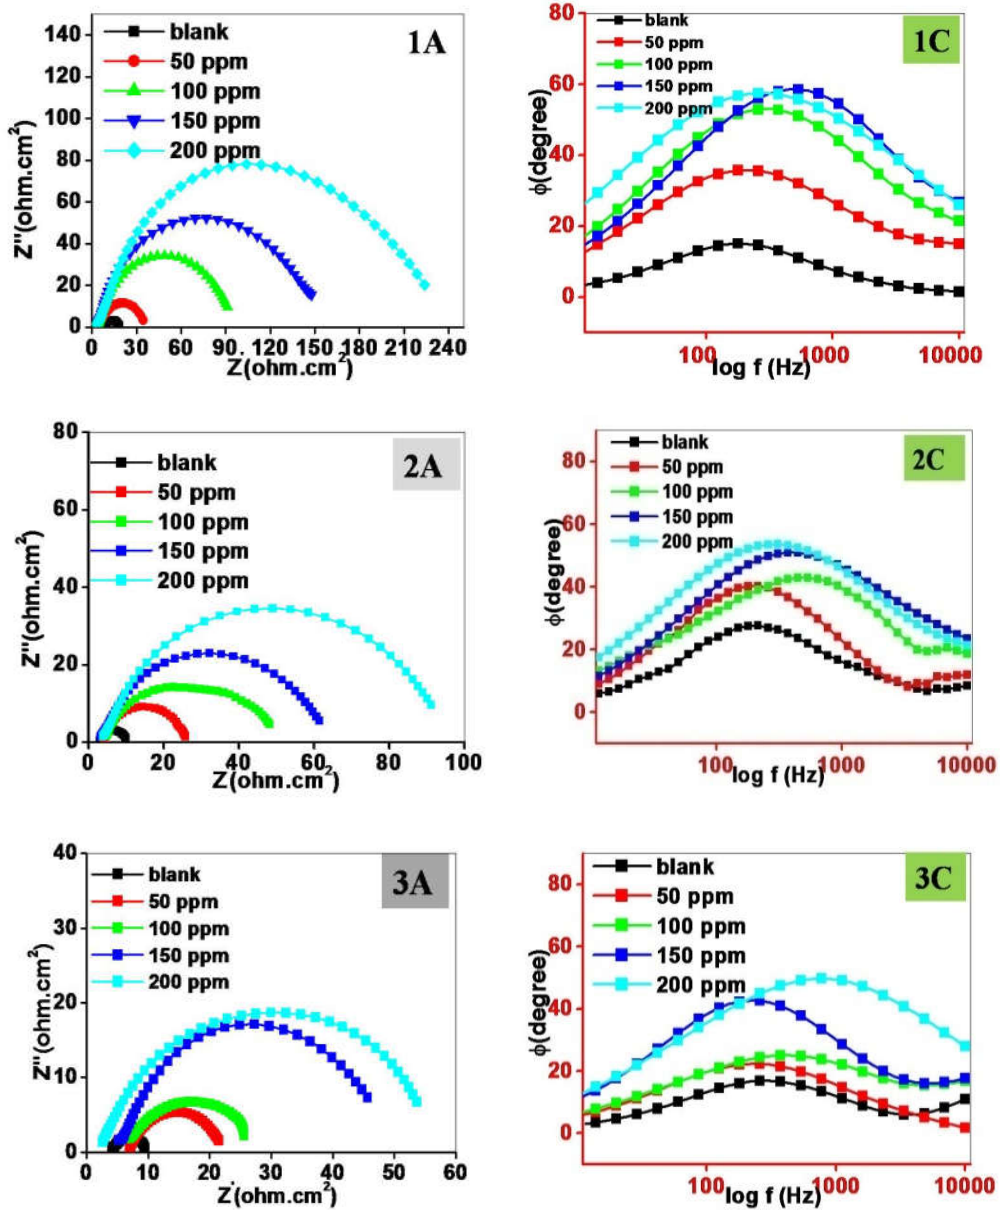 140
120
100
80
60
40
20
0
Z''(ohm.cm²)
blank
50 ppm
100 ppm
150 ppm
200 ppm
1A
0 30 60 90 120 150 180 210 240
Z'(ohm.cm²)
80
60
40
20
0
ϕ(degree)
blank
50 ppm
100 ppm
150 ppm
200 ppm
1C
100 1000 10000
log f (Hz)
80
60
40
20
0
Z''(ohm.cm²)
blank
50 ppm
100 ppm
150 ppm
200 ppm
2A
0 20 40 60 80 100
Z'(ohm.cm²)
80
60
40
20
0
ϕ(degree)
blank
50 ppm
100 ppm
150 ppm
200 ppm
2C
100 1000 10000
log f (Hz)
40
30
20
10
0
Z''(ohm.cm²)
blank
50 ppm
100 ppm
150 ppm
200 ppm
3A
0 10 20 30 40 50 60
Z'(ohm.cm²)
80
60
40
20
0
ϕ(degree)
blank
50 ppm
100 ppm
150 ppm
200 ppm
3C
100 1000 10000
log f (Hz)